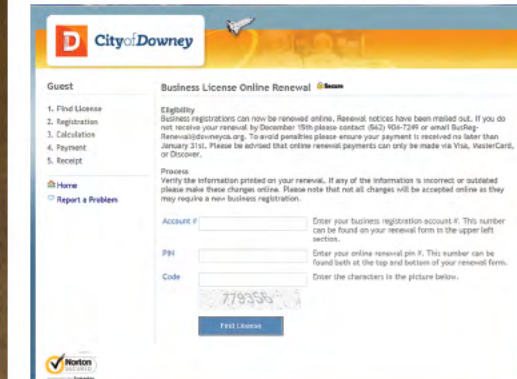 D CityofDowney
Guest
1. Find License
2. Registration
3. Calculation
4. Payment
5. Receipt
Home
Report a Problem
Business License Online Renewal Secure
Eligibility
Business registrations can now be renewed online. Renewal notices have been mailed out. If you do
not receive your renewal by December 15th please contact (562) 904-7249 or email BusReg-
Renewal@downeyca.org. To avoid penalties please ensure your payment is received no later than
January 31st. Please be advised that online renewal payments can only be made via Visa, MasterCard,
or Discover.
Process
Verify the information printed on your renewal. If any of the information is incorrect or outdated
please make these changes online. Please note that not all changes will be accepted online as they
may require a new business registration.
Account # Enter your business registration account #. This number
can be found on your renewal form in the upper left
section.
PIN Enter your online renewal pin #. This number can be
found both at the top and bottom of your renewal form.
Code Enter the characters in the picture below.
779356
Find License
Norton
SECURED